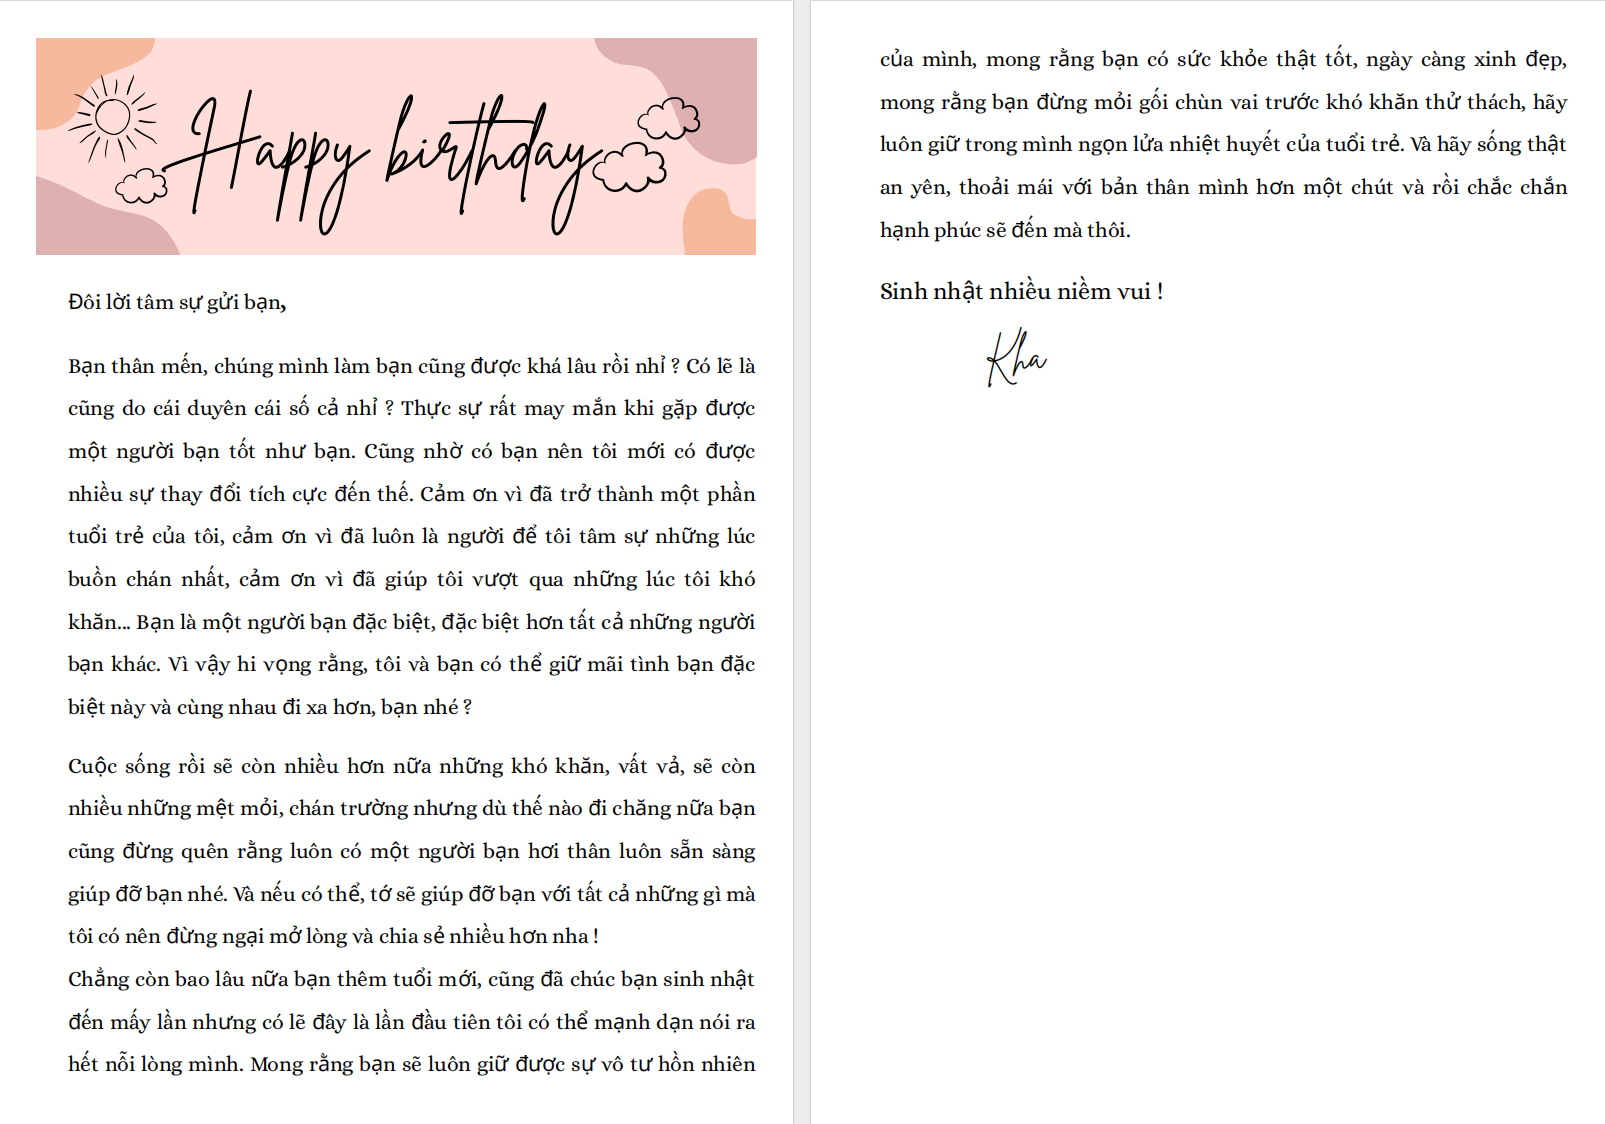 Happy birthday
Đôi lời tâm sự gửi bạn,
Bạn thân mến, chúng mình làm bạn cũng được khá lâu rồi nhỉ ? Có lẽ là
cũng do cái duyên cái số cả nhỉ ? Thực sự rất may mắn khi gặp được
một người bạn tốt như bạn. Cũng nhờ có bạn nên tôi mới có được
nhiều sự thay đổi tích cực đến thế. Cảm ơn vì đã trở thành một phần
tuổi trẻ của tôi, cảm ơn vì đã luôn là người để tôi tâm sự những lúc
buồn chán nhất, cảm ơn vì đã giúp tôi vượt qua những lúc tôi khó
khăn... Bạn là một người bạn đặc biệt, đặc biệt hơn tất cả những người
bạn khác. Vì vậy hi vọng rằng, tôi và bạn có thể giữ mãi tình bạn đặc
biệt này và cùng nhau đi xa hơn, bạn nhé ?
Cuộc sống rồi sẽ còn nhiều hơn nữa những khó khăn, vất vả, sẽ còn
nhiều những mệt mỏi, chán trường nhưng dù thế nào đi chăng nữa bạn
cũng đừng quên rằng luôn có một người bạn hơi thân luôn sẵn sàng
giúp đỡ bạn nhé. Và nếu có thể, tớ sẽ giúp đỡ bạn với tất cả những gì mà
tôi có nên đừng ngại mở lòng và chia sẻ nhiều hơn nha !
Chẳng còn bao lâu nữa bạn thêm tuổi mới, cũng đã chúc bạn sinh nhật
đến mấy lần nhưng có lẽ đây là lần đầu tiên tôi có thể mạnh dạn nói ra
hết nỗi lòng mình. Mong rằng bạn sẽ luôn giữ được sự vô tư hồn nhiên
của mình, mong rằng bạn có sức khỏe thật tốt, ngày càng xinh đẹp,
mong rằng bạn đừng mỏi gối chùn vai trước khó khăn thử thách, hãy
luôn giữ trong mình ngọn lửa nhiệt huyết của tuổi trẻ. Và hãy sống thật
an yên, thoải mái với bản thân mình hơn một chút và rồi chắc chắn
hạnh phúc sẽ đến mà thôi.
Sinh nhật nhiều niềm vui !
Kha